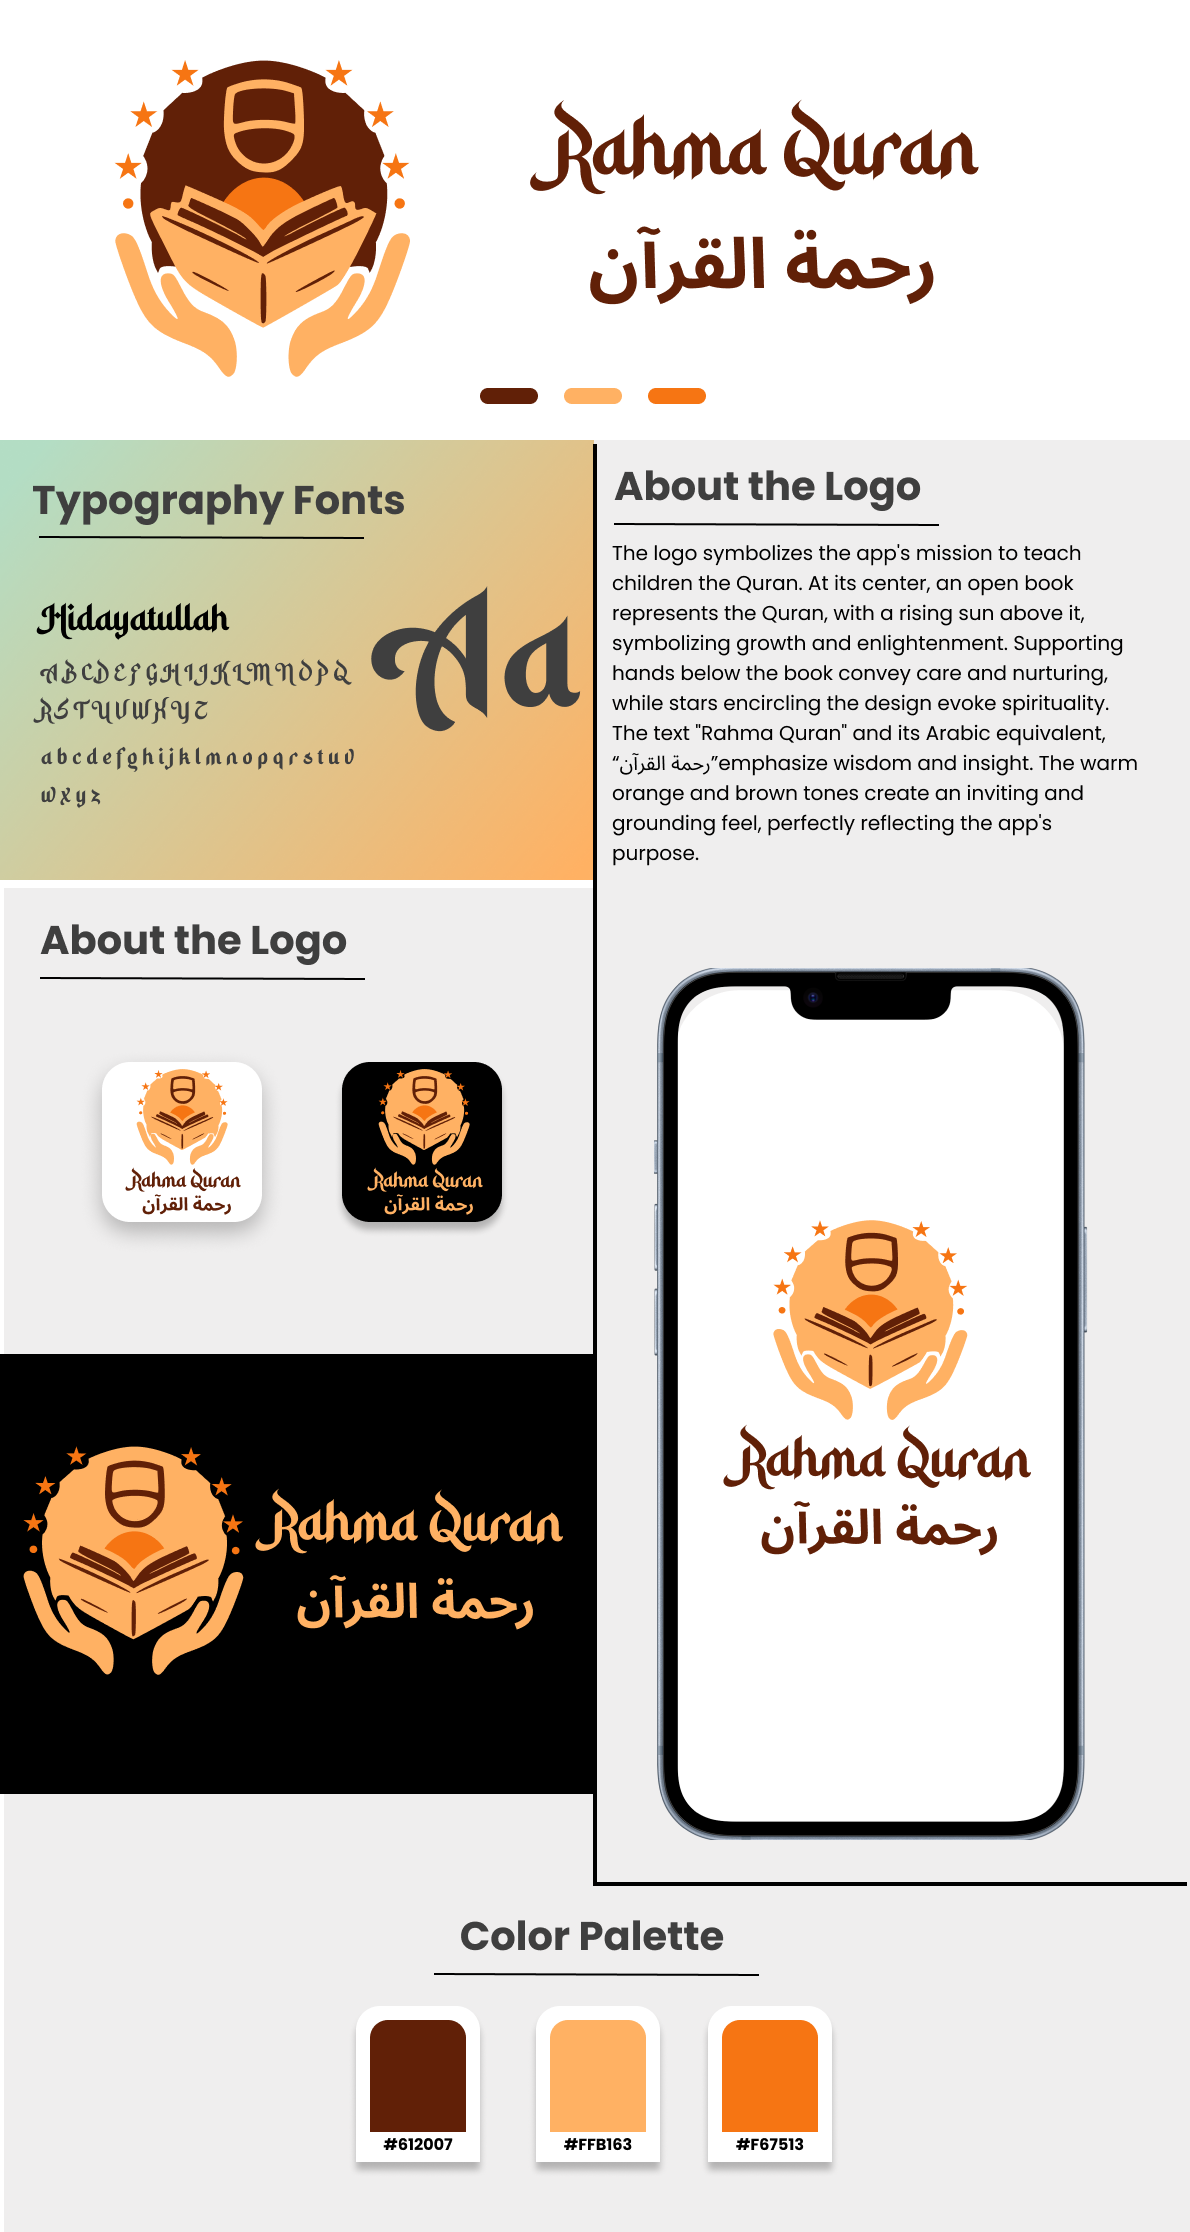 Rahma Quran
رحمة القرآن
Typography Fonts
Hidayatullah
A B C D E F G H I J K L M N O P Q
R S T U V W X Y Z
a b c d e f g h i j k l m n o p q r s t u v
w x y z
Aa
About the Logo
The logo symbolizes the app's mission to teach
children the Quran. At its center, an open book
represents the Quran, with a rising sun above it,
symbolizing growth and enlightenment. Supporting
hands below the book convey care and nurturing,
while stars encircling the design evoke spirituality.
The text "Rahma Quran" and its Arabic equivalent,
“رحمة القرآن”emphasize wisdom and insight. The warm
orange and brown tones create an inviting and
grounding feel, perfectly reflecting the app's
purpose.
About the Logo
Rahma Quran
رحمة القرآن
Rahma Quran
رحمة القرآن
Rahma Quran
رحمة القرآن
Rahma Quran
رحمة القرآن
Color Palette
#612007
#FFB163
#F67513